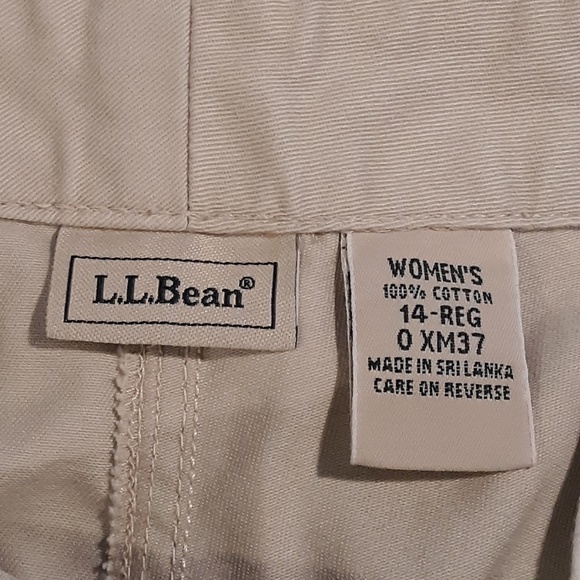 L.L.Bean®
WOMEN'S
100% COTTON
14-REG
0 XM37
MADE IN SRI LANKA
CARE ON REVERSE